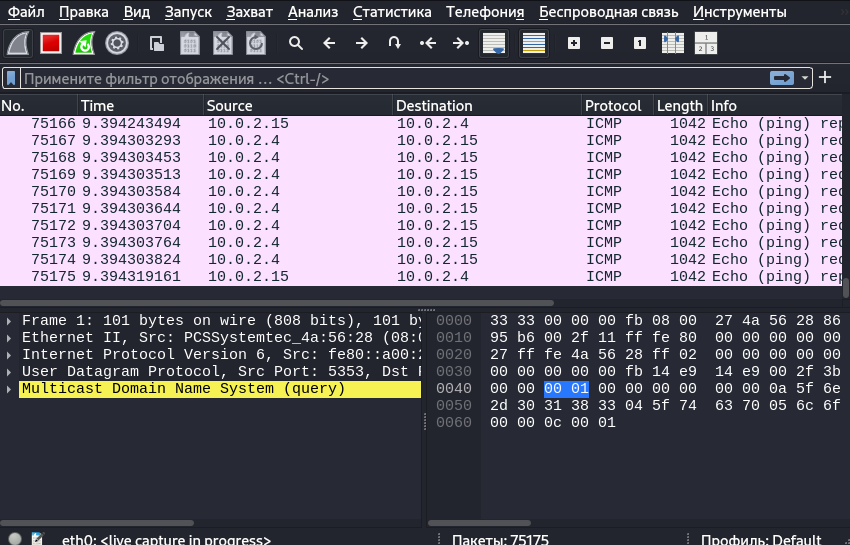 Файл Правка Вид Запуск Захват Анализ Статистика Телефония Беспроводная связь Инструменты
Примените фильтр отображения … <Ctrl-/>
No. Time Source Destination Protocol Length Info
75166 9.394243494 10.0.2.15 10.0.2.4 ICMP 1042 Echo (ping) rep
75167 9.394303293 10.0.2.4 10.0.2.15 ICMP 1042 Echo (ping) req
75168 9.394303453 10.0.2.4 10.0.2.15 ICMP 1042 Echo (ping) req
75169 9.394303513 10.0.2.4 10.0.2.15 ICMP 1042 Echo (ping) req
75170 9.394303584 10.0.2.4 10.0.2.15 ICMP 1042 Echo (ping) req
75171 9.394303644 10.0.2.4 10.0.2.15 ICMP 1042 Echo (ping) req
75172 9.394303704 10.0.2.4 10.0.2.15 ICMP 1042 Echo (ping) req
75173 9.394303764 10.0.2.4 10.0.2.15 ICMP 1042 Echo (ping) req
75174 9.394303824 10.0.2.4 10.0.2.15 ICMP 1042 Echo (ping) req
75175 9.394319161 10.0.2.15 10.0.2.4 ICMP 1042 Echo (ping) rep
Frame 1: 101 bytes on wire (808 bits), 101 by
Ethernet II, Src: PCSSystemtec_4a:56:28 (08:0
Internet Protocol Version 6, Src: fe80::a00:2
User Datagram Protocol, Src Port: 5353, Dst P
Multicast Domain Name System (query)
0000 33 33 00 00 00 fb 08 00 27 4a 56 28 86
0010 95 b6 00 2f 11 ff fe 80 00 00 00 00 00
0020 27 ff fe 4a 56 28 ff 02 00 00 00 00 00
0030 00 00 00 00 00 fb 14 e9 14 e9 00 2f 3b
0040 00 00 00 01 00 00 00 00 00 00 0a 5f 6e
0050 2d 30 31 38 33 04 5f 74 63 70 05 6c 6f
0060 00 00 0c 00 01
eth0: <live capture in progress> Пакеты: 75175 Профиль: Default